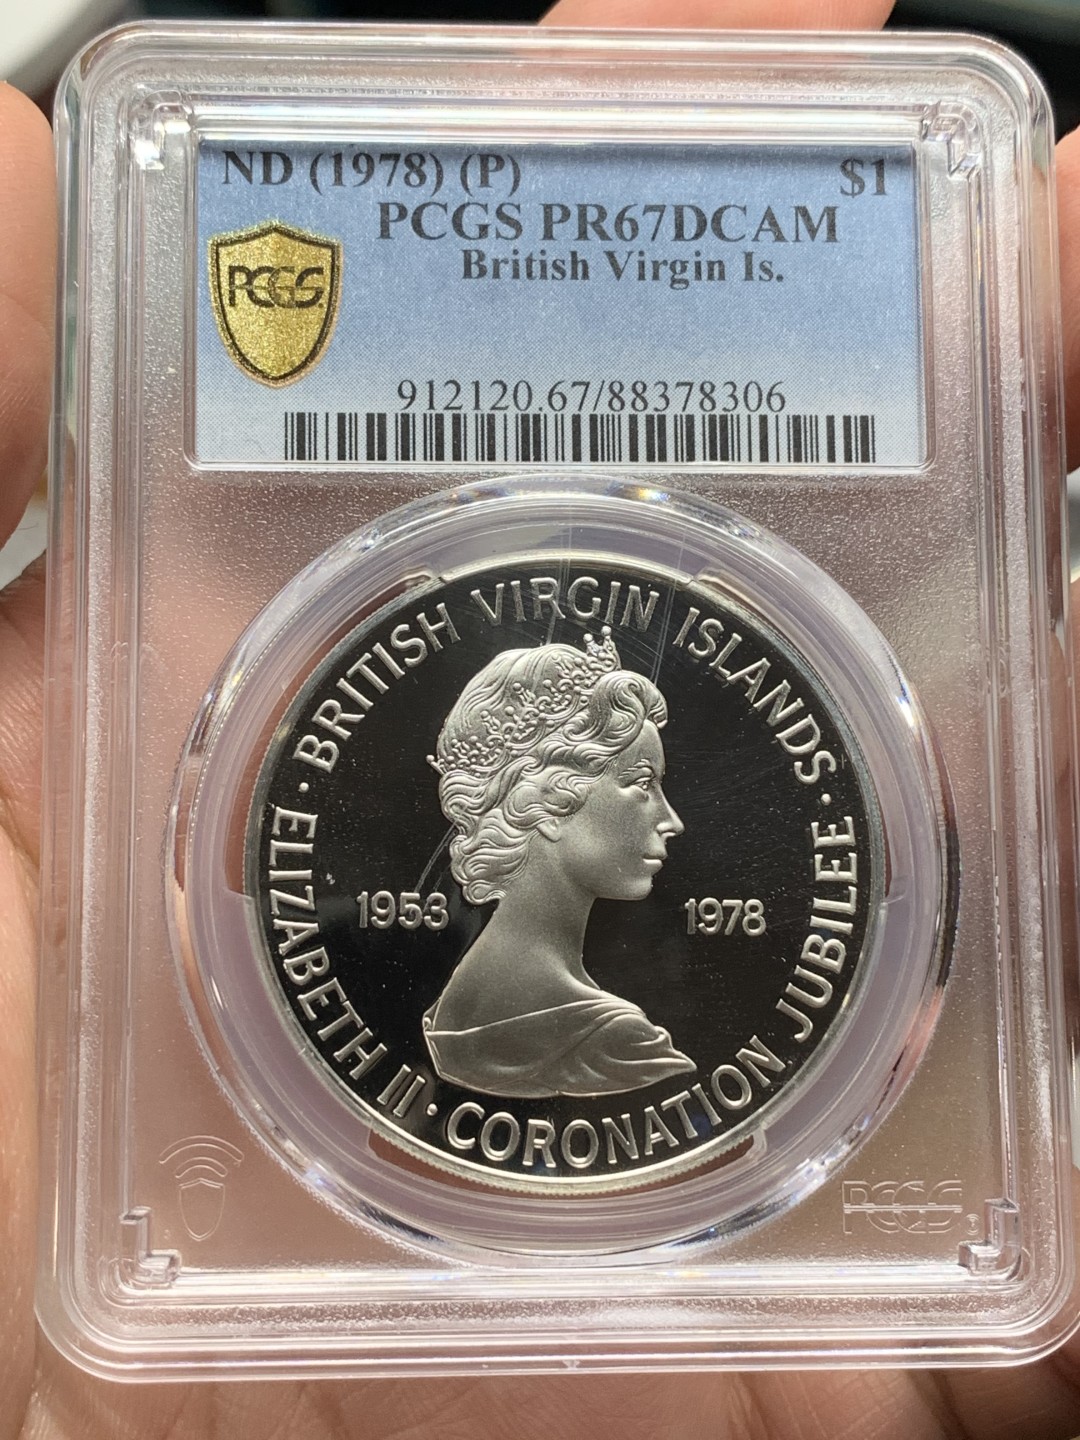 ND (1978) (P) $1
PCGS PR67DCAM
British Virgin Is.
PCGS
912120.67/88378306
· BRITISH VIRGIN ISLANDS ·
1953 1978
ELIZABETH II · CORONATION JUBILEE
PCGS